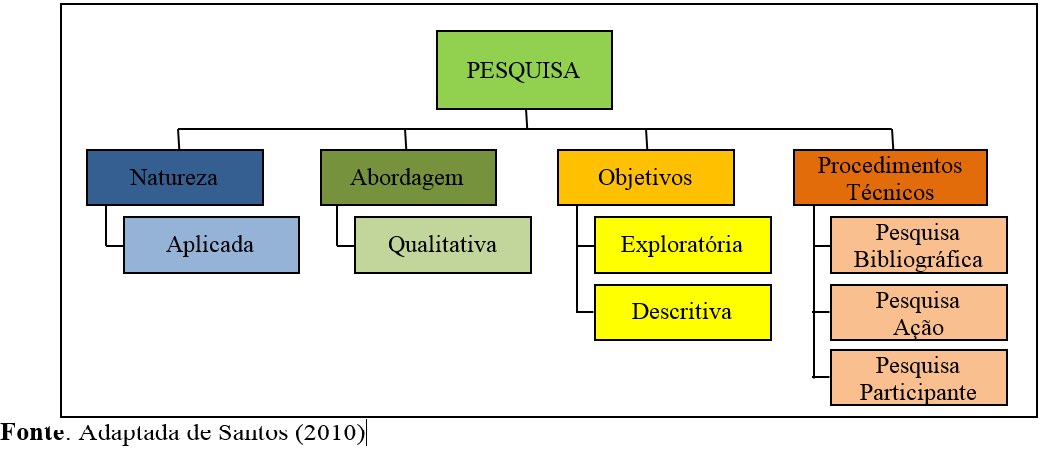 PESQUISA
Natureza
Abordagem
Objetivos
Procedimentos
Técnicos
Aplicada
Qualitativa
Exploratória
Descritiva
Pesquisa
Bibliográfica
Pesquisa
Ação
Pesquisa
Participante
Fonte. Adaptada de Santos (2010)